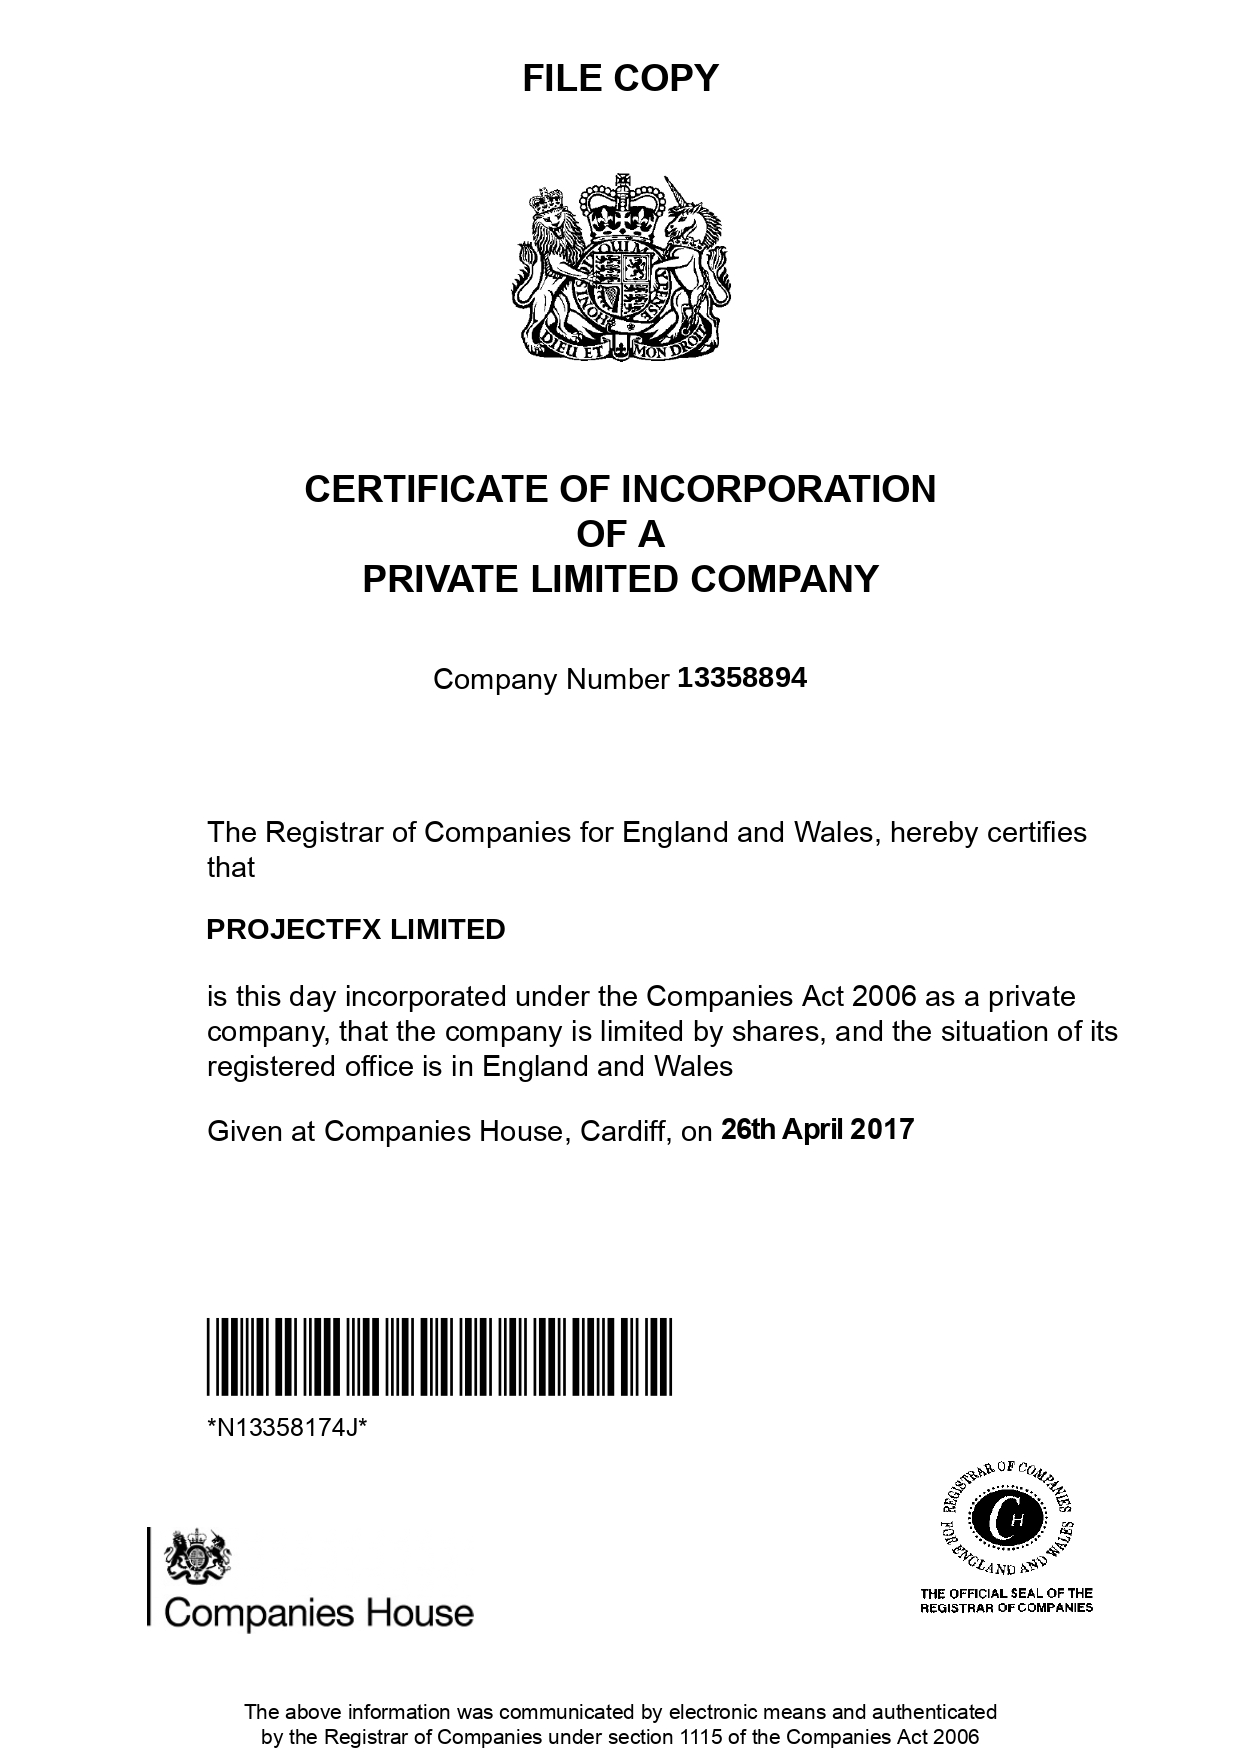 FILE COPY
QUI M
HONI S
PENSE
DIEU ET MON DROIT
CERTIFICATE OF INCORPORATION
OF A
PRIVATE LIMITED COMPANY
Company Number 13358894
The Registrar of Companies for England and Wales, hereby certifies
that
PROJECTFX LIMITED
is this day incorporated under the Companies Act 2006 as a private
company, that the company is limited by shares, and the situation of its
registered office is in England and Wales
Given at Companies House, Cardiff, on 26th April 2017
*N13358174J*
REGISTRAR OF COMPANIES
FOR ENGLAND AND WALES
CH
THE OFFICIAL SEAL OF THE
REGISTRAR OF COMPANIES
Companies House
The above information was communicated by electronic means and authenticated
by the Registrar of Companies under section 1115 of the Companies Act 2006